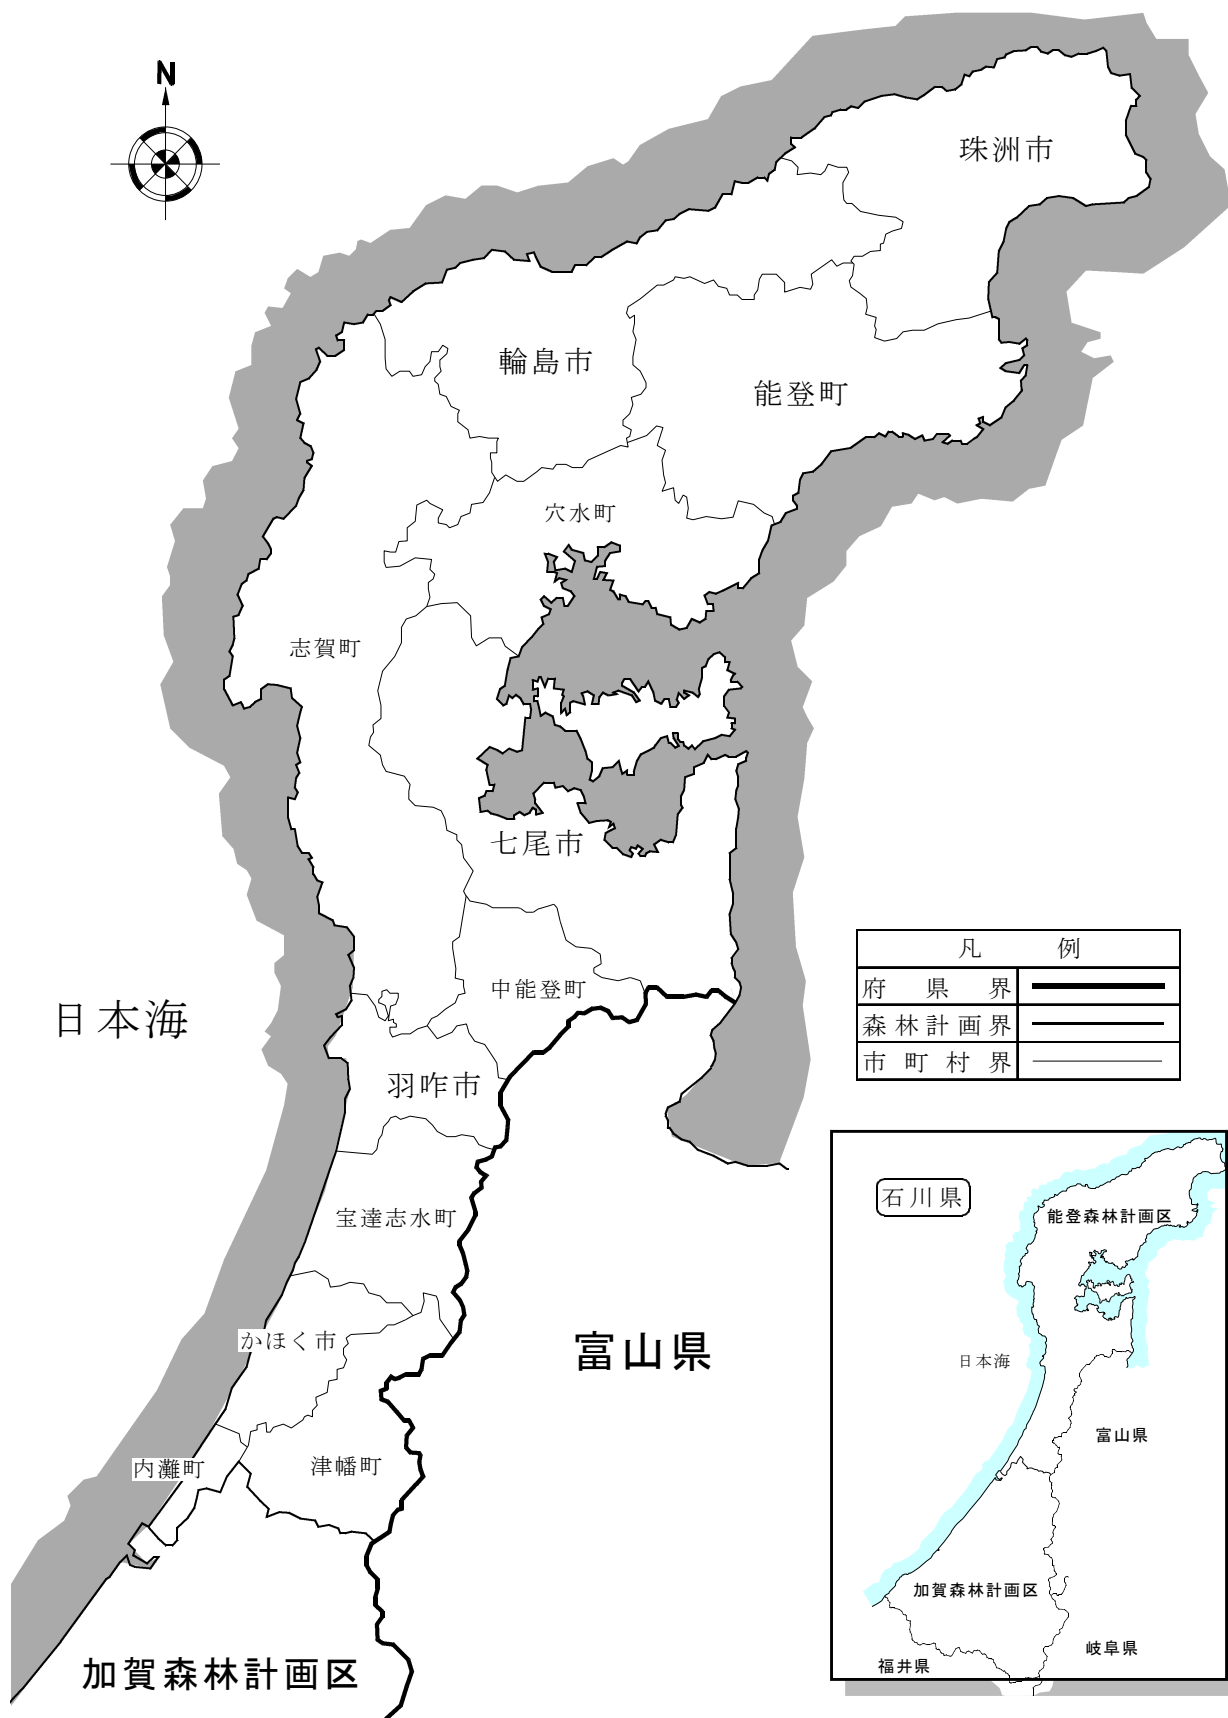 N
珠洲市
輪島市
能登町
穴水町
志賀町
七尾市
中能登町
日本海
羽咋市
宝達志水町
かほく市
富山県
内灘町
津幡町
加賀森林計画区
凡 例
府県界
森林計画界
市町村界
石川県
能登森林計画区
日本海
富山県
加賀森林計画区
岐阜県
福井県